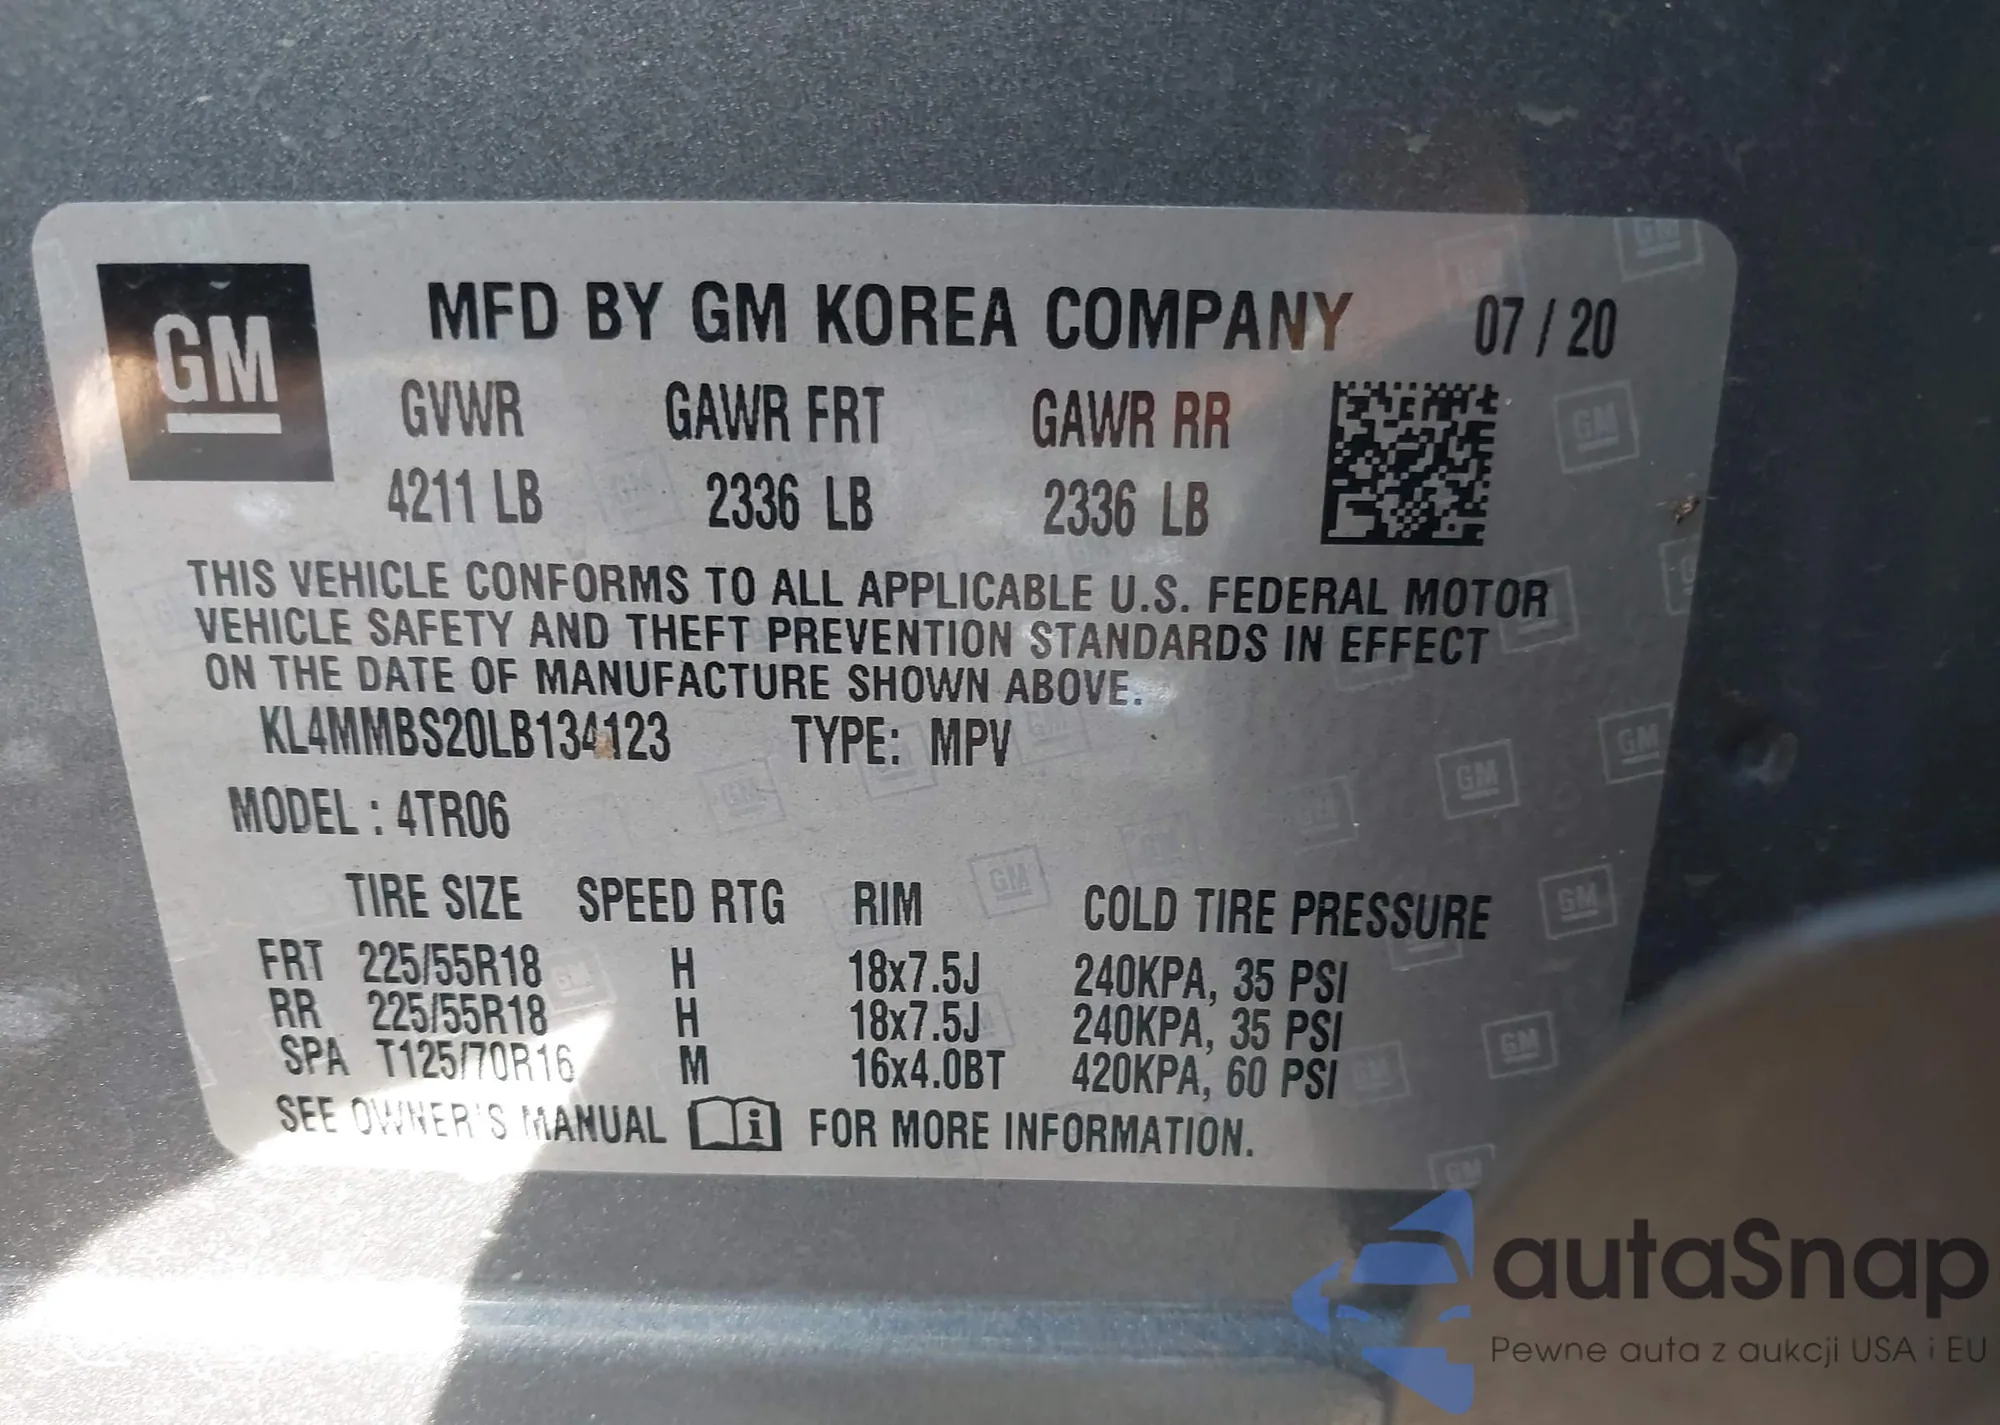 GM
MFD BY GM KOREA COMPANY 07 / 20
GVWR GAWR FRT GAWR RR
4211 LB 2336 LB 2336 LB
THIS VEHICLE CONFORMS TO ALL APPLICABLE U.S. FEDERAL MOTOR
VEHICLE SAFETY AND THEFT PREVENTION STANDARDS IN EFFECT
ON THE DATE OF MANUFACTURE SHOWN ABOVE.
KL4MMBS20LB134123 TYPE: MPV
MODEL : 4TR06
TIRE SIZE SPEED RTG RIM COLD TIRE PRESSURE
FRT 225/55R18 H 18x7.5J 240KPA, 35 PSI
RR 225/55R18 H 18x7.5J 240KPA, 35 PSI
SPA T125/70R16 M 16x4.0BT 420KPA, 60 PSI
SEE OWNER'S MANUAL i FOR MORE INFORMATION.
autaSnap
Pewne auta z aukcji USA i EU